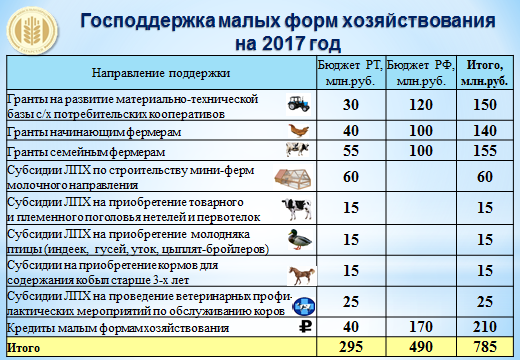 Господдержка малых форм хозяйствования
на 2017 год
Направление поддержки
Бюджет РТ,
млн.руб.
Бюджет РФ,
млн.руб.
Итого,
млн.руб.
Гранты на развитие материально-технической
базы с/х потребительских кооперативов
30 120 150
Гранты начинающим фермерам
40 100 140
Гранты семейным фермерам
55 100 155
Субсидии ЛПХ по строительству мини-ферм
молочного направления
60 60
Субсидии ЛПХ на приобретение товарного
и племенного поголовья нетелей и первотелок
15 15
Субсидии ЛПХ на приобретение молодняка
птицы (индеек, гусей, уток, цыплят-бройлеров)
15 15
Субсидии на приобретение кормов для
содержания кобыл старше 3-х лет
15 15
Субсидии ЛПХ на проведение ветеринарных профи-
лактических мероприятий по обслуживанию коров
25 25
Кредиты малым формам хозяйствования ₽
40 170 210
Итого 295 490 785